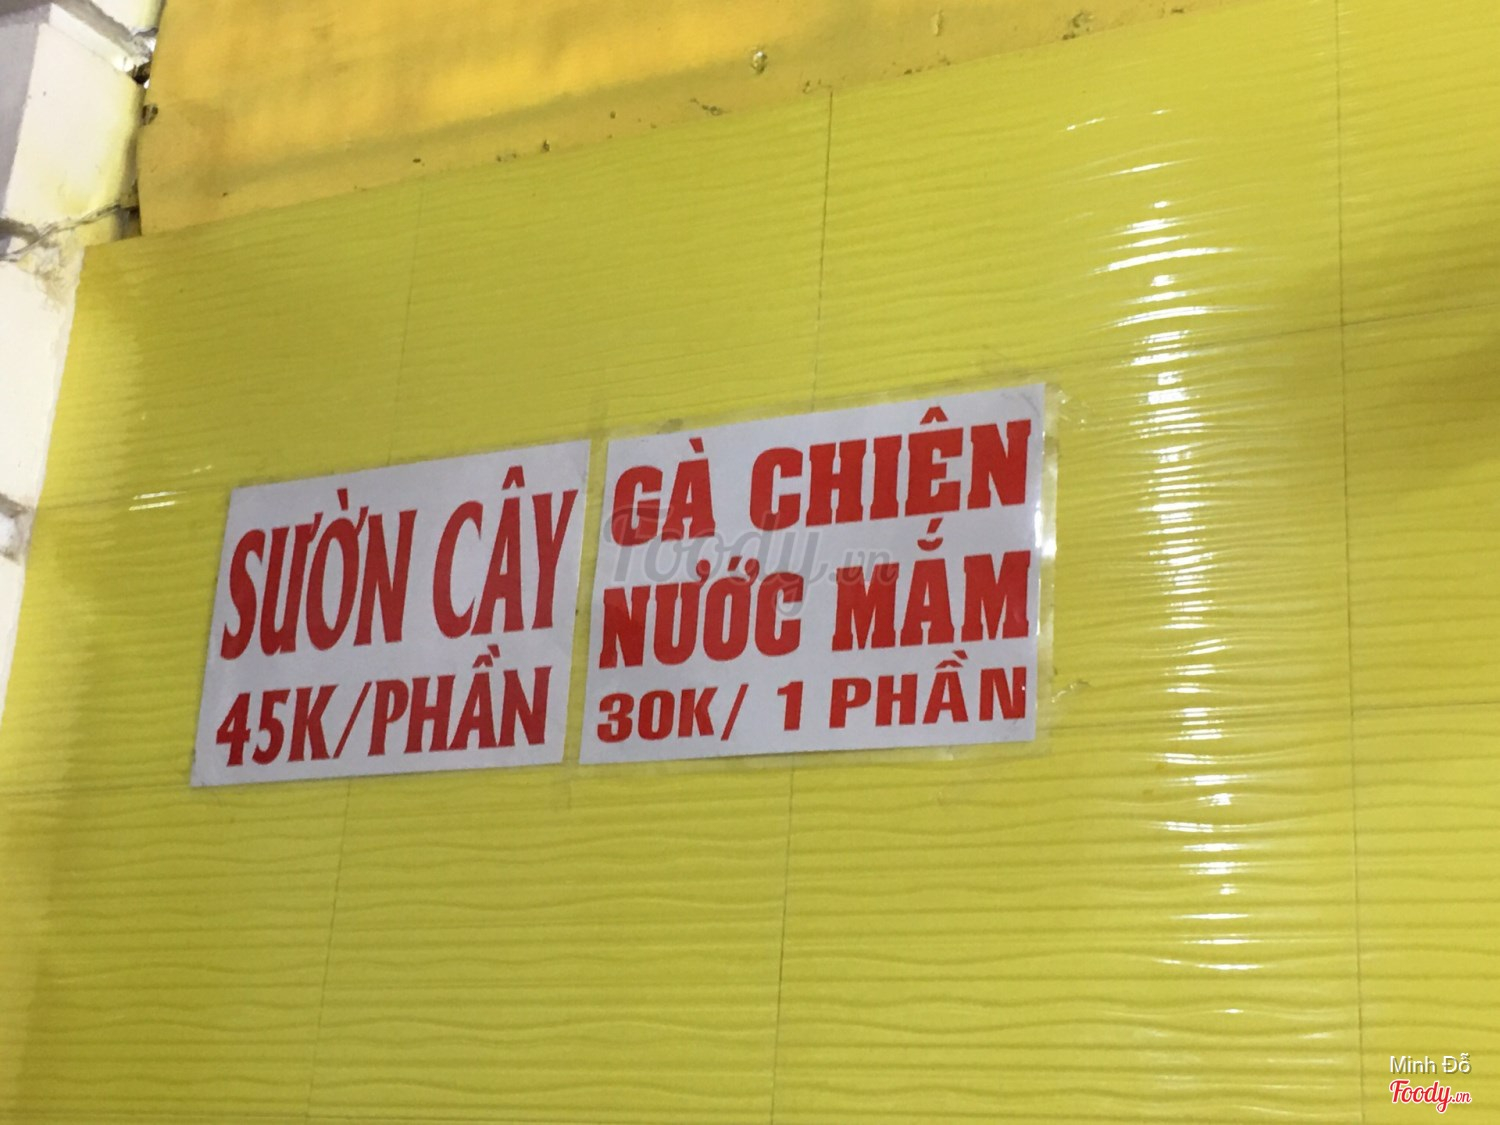 SƯỜN CÂY
45K/PHẦN
GÀ CHIÊN
NƯỚC MẮM
30K/ 1 PHẦN
Foody.vn
Minh Đỗ
Foody.vn